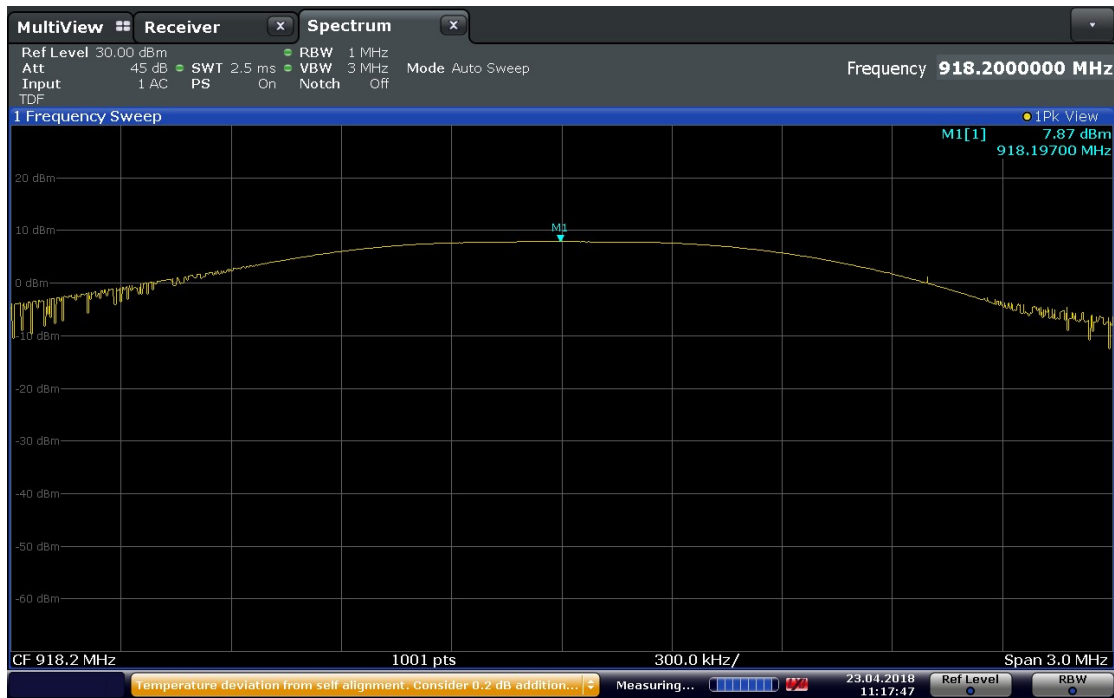 MultiView Receiver X Spectrum X
Ref Level 30.00 dBm RBW 1 MHz
Att 45 dB SWT 2.5 ms VBW 3 MHz Mode Auto Sweep Frequency 918.2000000 MHz
Input 1 AC PS On Notch Off
TDF
1 Frequency Sweep 1Pk View
M1[1] 7.87 dBm
918.19700 MHz
20 dBm
M1
10 dBm
0 dBm
-10 dBm
-20 dBm
-30 dBm
-40 dBm
-50 dBm
-60 dBm
CF 918.2 MHz 1001 pts 300.0 kHz/ Span 3.0 MHz
Temperature deviation from self alignment. Consider 0.2 dB addition... Measuring... 23.04.2018 Ref Level RBW
11:17:47